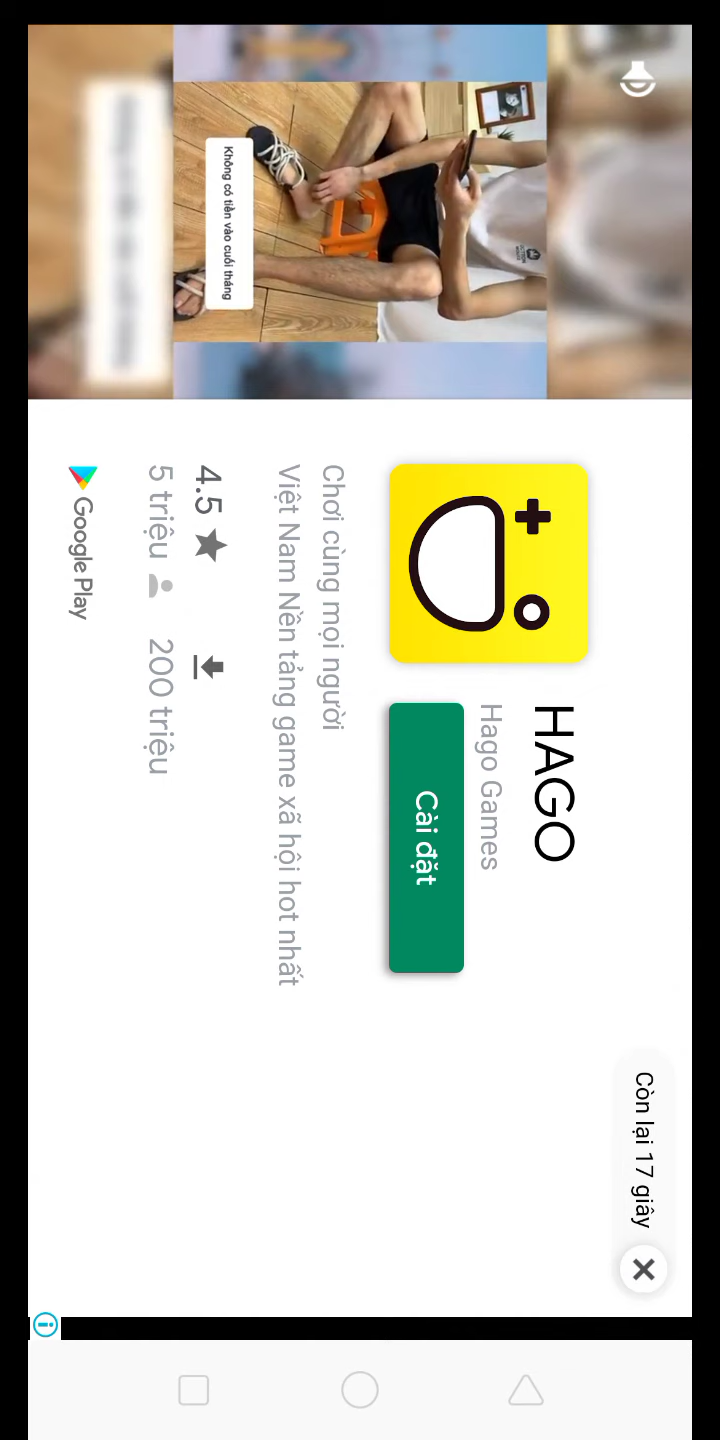 Không có tiền vào cuối tháng
HAGO
Hago Games
Cài đặt
Chơi cùng mọi người
Việt Nam Nền tảng game xã hội hot nhất
4.5
5 triệu
200 triệu
Google Play
Còn lại 17 giây